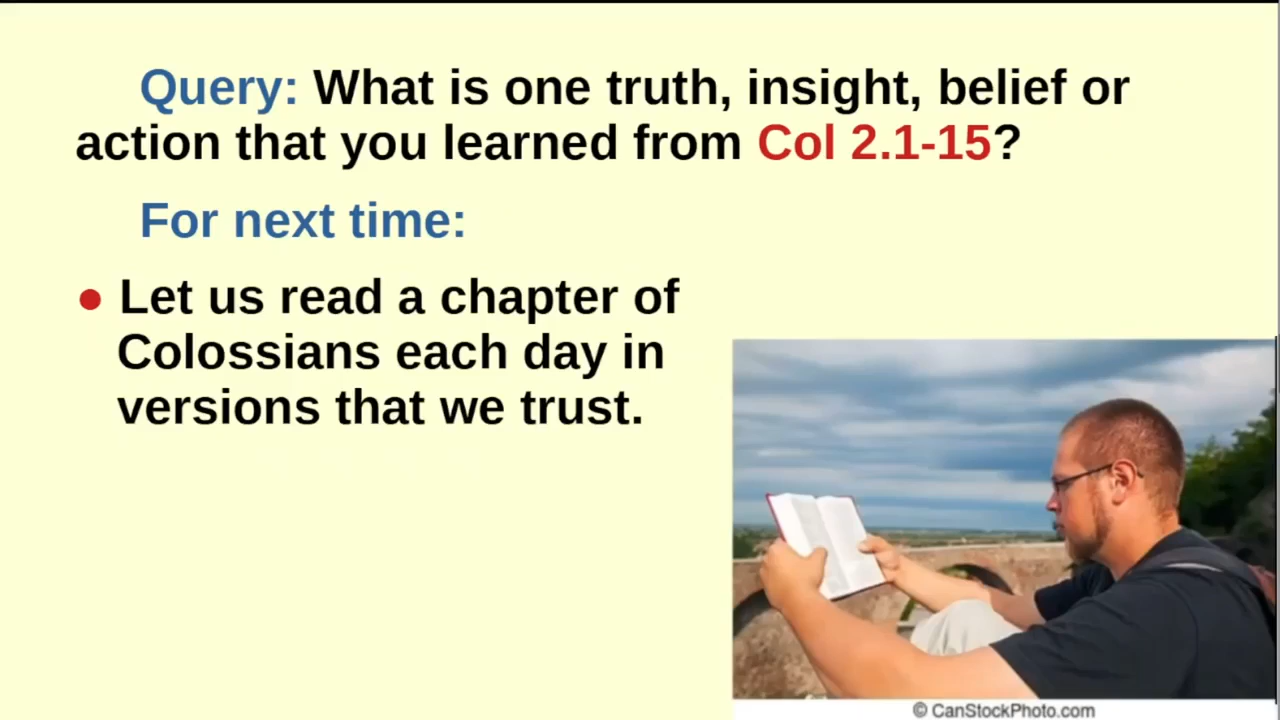 Query: What is one truth, insight, belief or
action that you learned from Col 2.1-15?
For next time:
● Let us read a chapter of
Colossians each day in
versions that we trust.
© CanStockPhoto.com